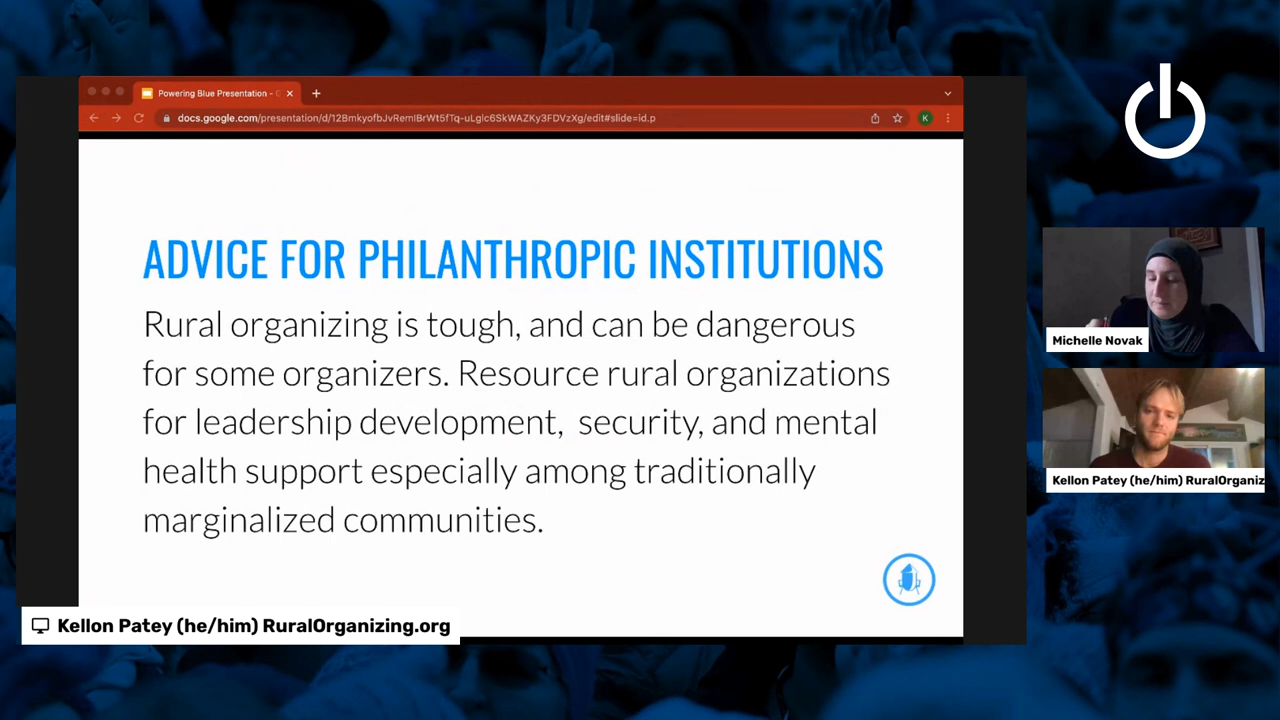 Powering Blue Presentation - G
docs.google.com/presentation/d/12BmkyofbJvRemIBrWt5fTq-uLglc6SkWAZKy3FDVzXg/edit#slide=id.p
K
ADVICE FOR PHILANTHROPIC INSTITUTIONS
Rural organizing is tough, and can be dangerous
for some organizers. Resource rural organizations
for leadership development,  security, and mental
health support especially among traditionally
marginalized communities.
Kellon Patey (he/him) RuralOrganizing.org
Michelle Novak
Kellon Patey (he/him) RuralOrganiz